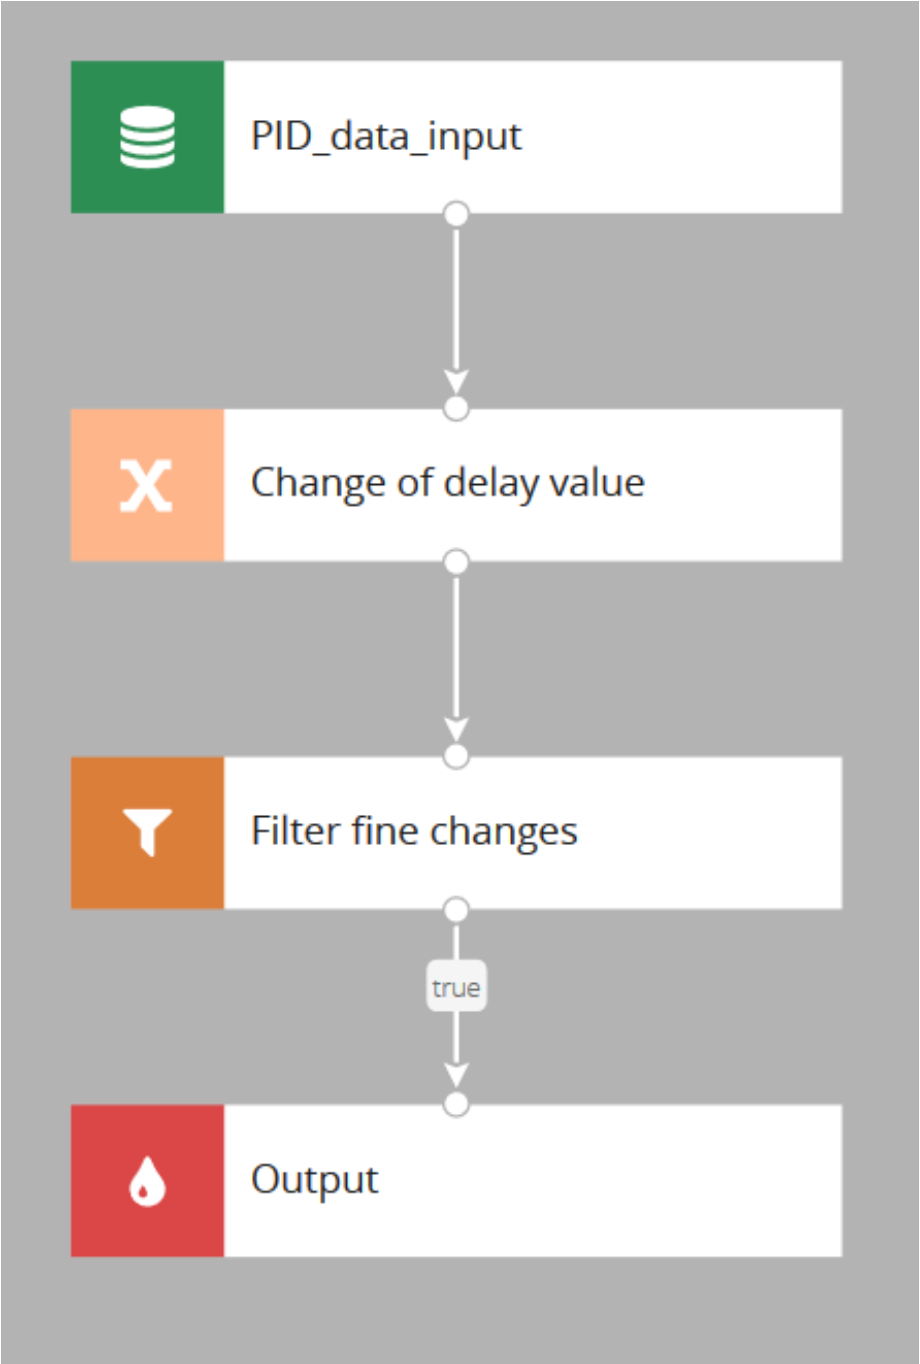 PID_data_input
Change of delay value
Filter fine changes
true
Output